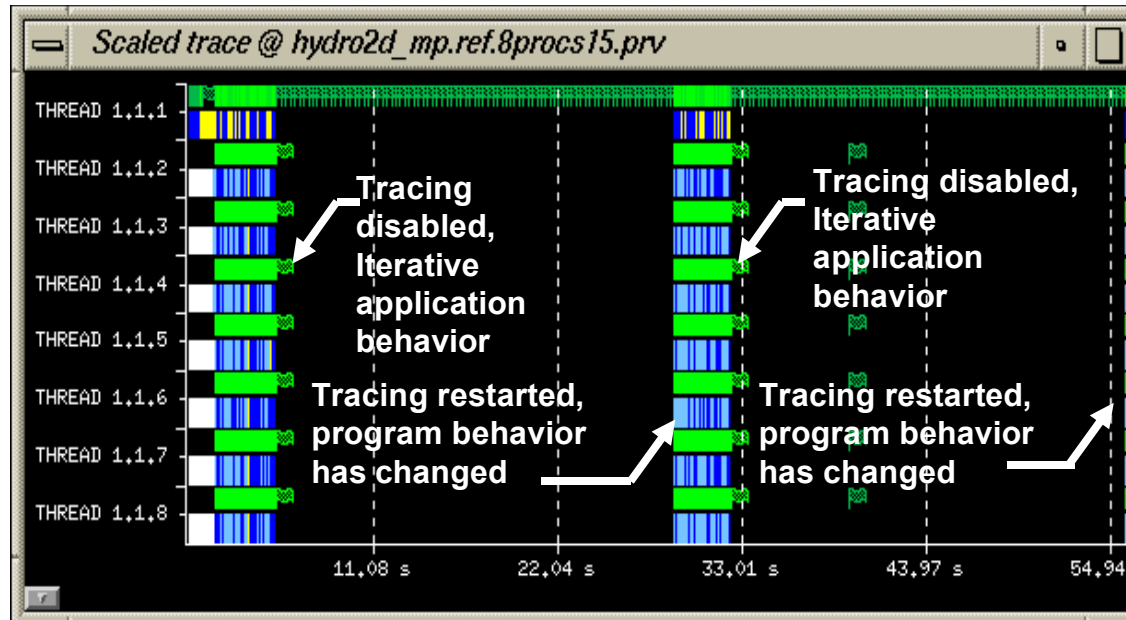 Scaled trace @ hydro2d_mp.ref.8procs15.prv
THREAD 1.1.1
THREAD 1.1.2
THREAD 1.1.3
THREAD 1.1.4
THREAD 1.1.5
THREAD 1.1.6
THREAD 1.1.7
THREAD 1.1.8
Tracing
disabled,
Iterative
application
behavior
Tracing disabled,
Iterative
application
behavior
Tracing restarted,
program behavior
has changed
Tracing restarted,
program behavior
has changed
11,08 s
22,04 s
33,01 s
43,97 s
54,94